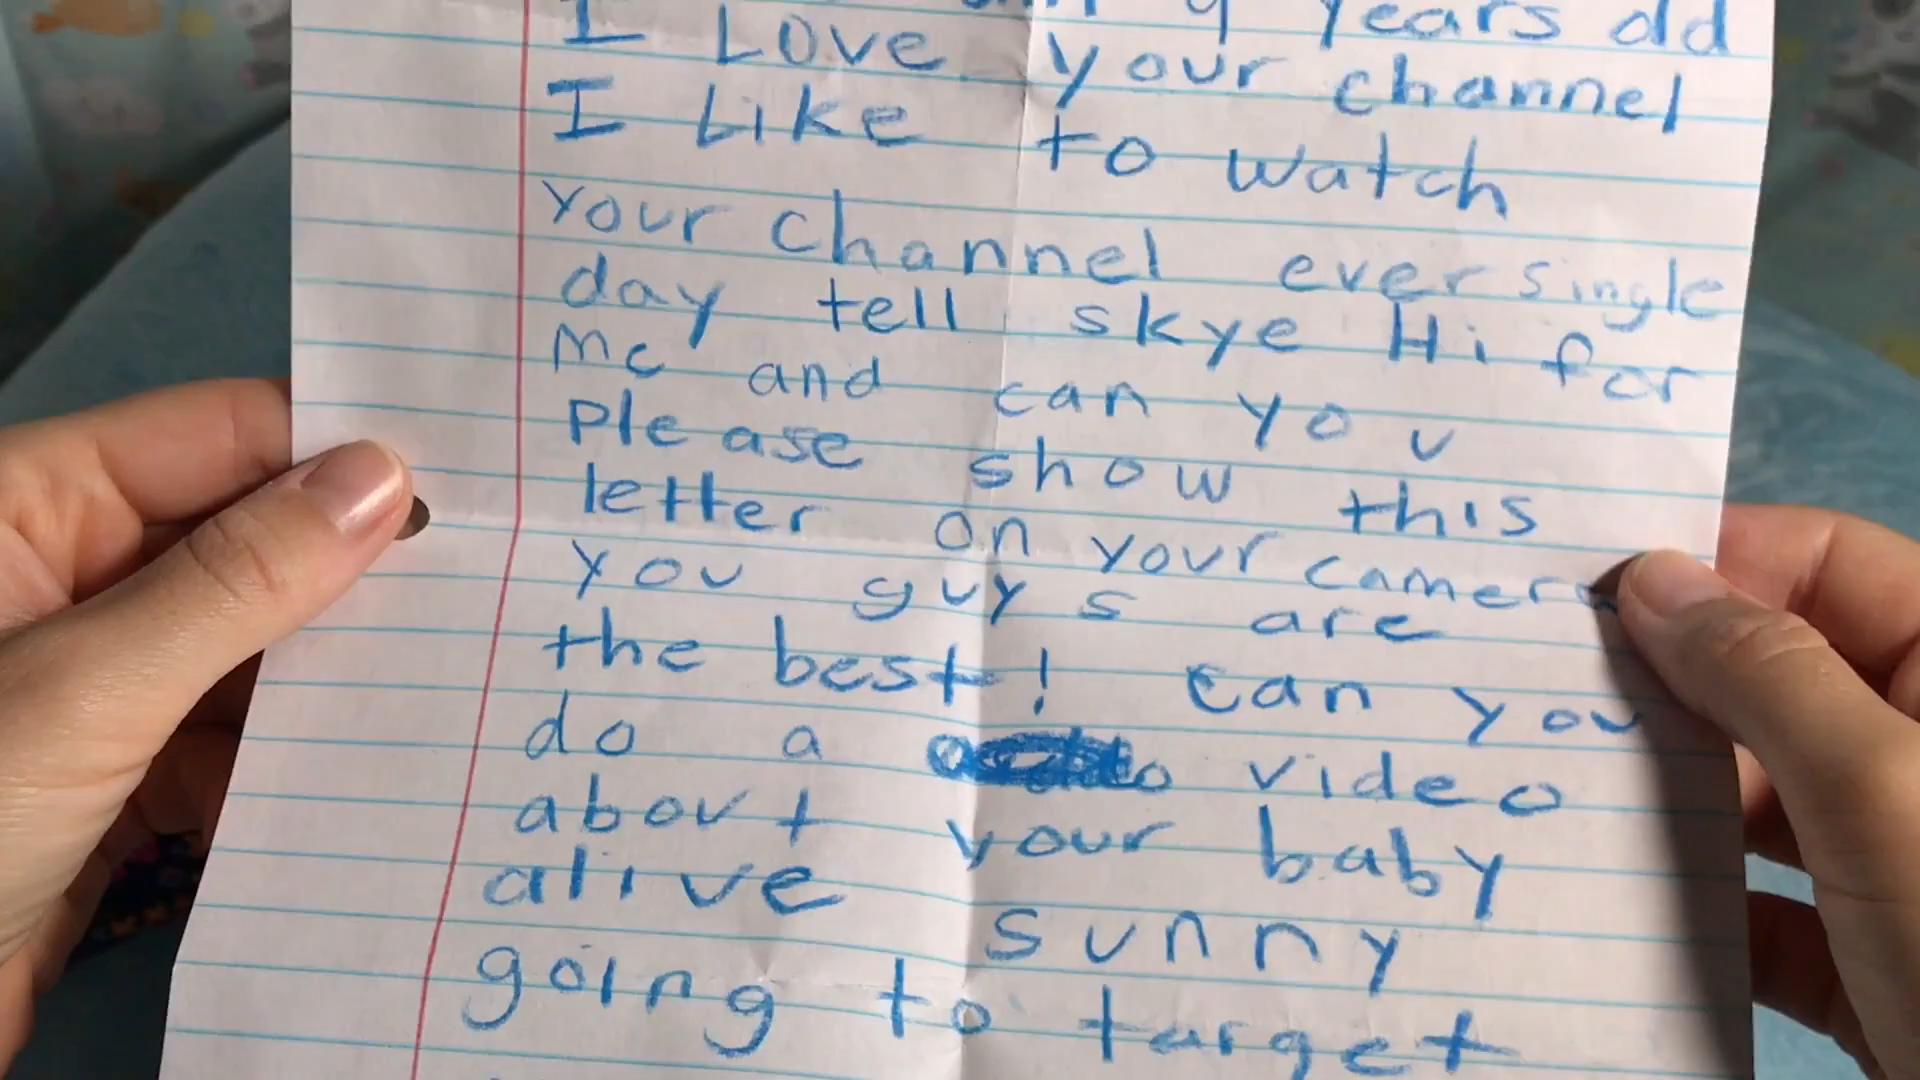 9 years old
I Love your channel
I Like to watch
your channel ever single
day tell skye Hi for
me and can you
please show this
letter on your camera
you guys are
the best! can you
do a video
about your baby
alive sunny
going to target